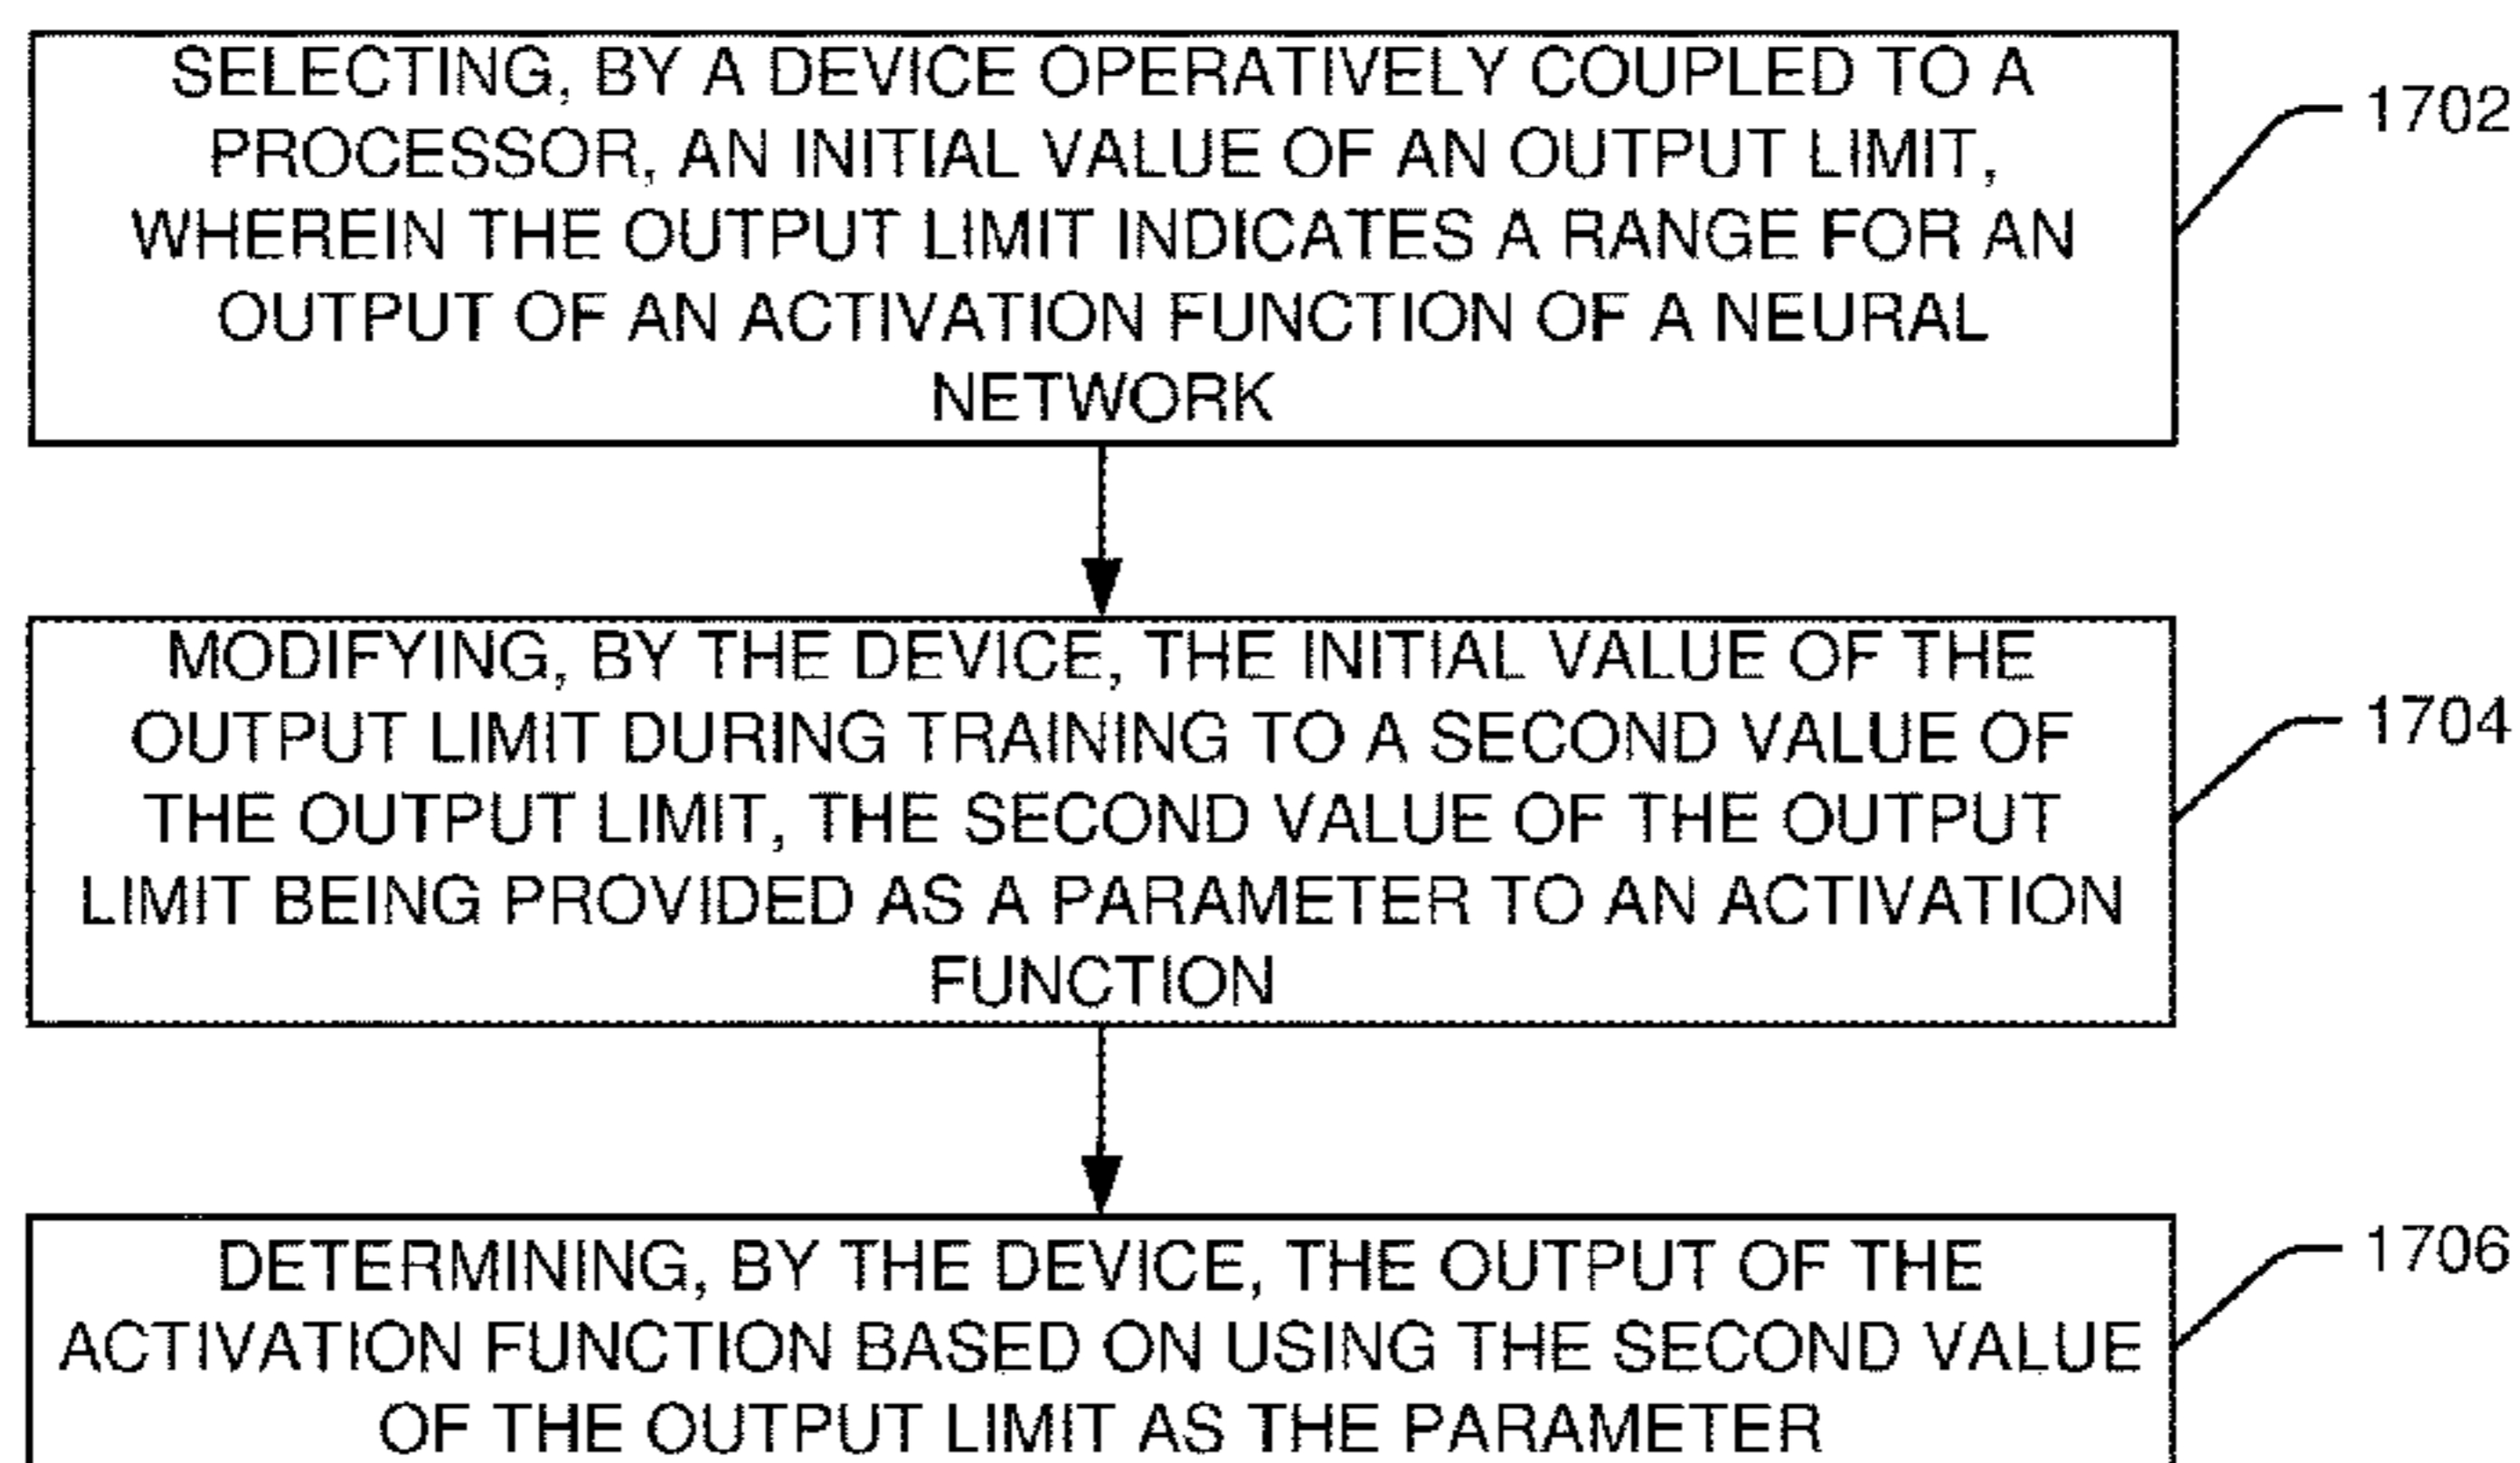 SELECTING, BY A DEVICE OPERATIVELY COUPLED TO A
PROCESSOR, AN INITIAL VALUE OF AN OUTPUT LIMIT,
WHEREIN THE OUTPUT LIMIT INDICATES A RANGE FOR AN
OUTPUT OF AN ACTIVATION FUNCTION OF A NEURAL
NETWORK
1702
MODIFYING, BY THE DEVICE, THE INITIAL VALUE OF THE
OUTPUT LIMIT DURING TRAINING TO A SECOND VALUE OF
THE OUTPUT LIMIT, THE SECOND VALUE OF THE OUTPUT
LIMIT BEING PROVIDED AS A PARAMETER TO AN ACTIVATION
FUNCTION
1704
DETERMINING, BY THE DEVICE, THE OUTPUT OF THE
ACTIVATION FUNCTION BASED ON USING THE SECOND VALUE
OF THE OUTPUT LIMIT AS THE PARAMETER
1706